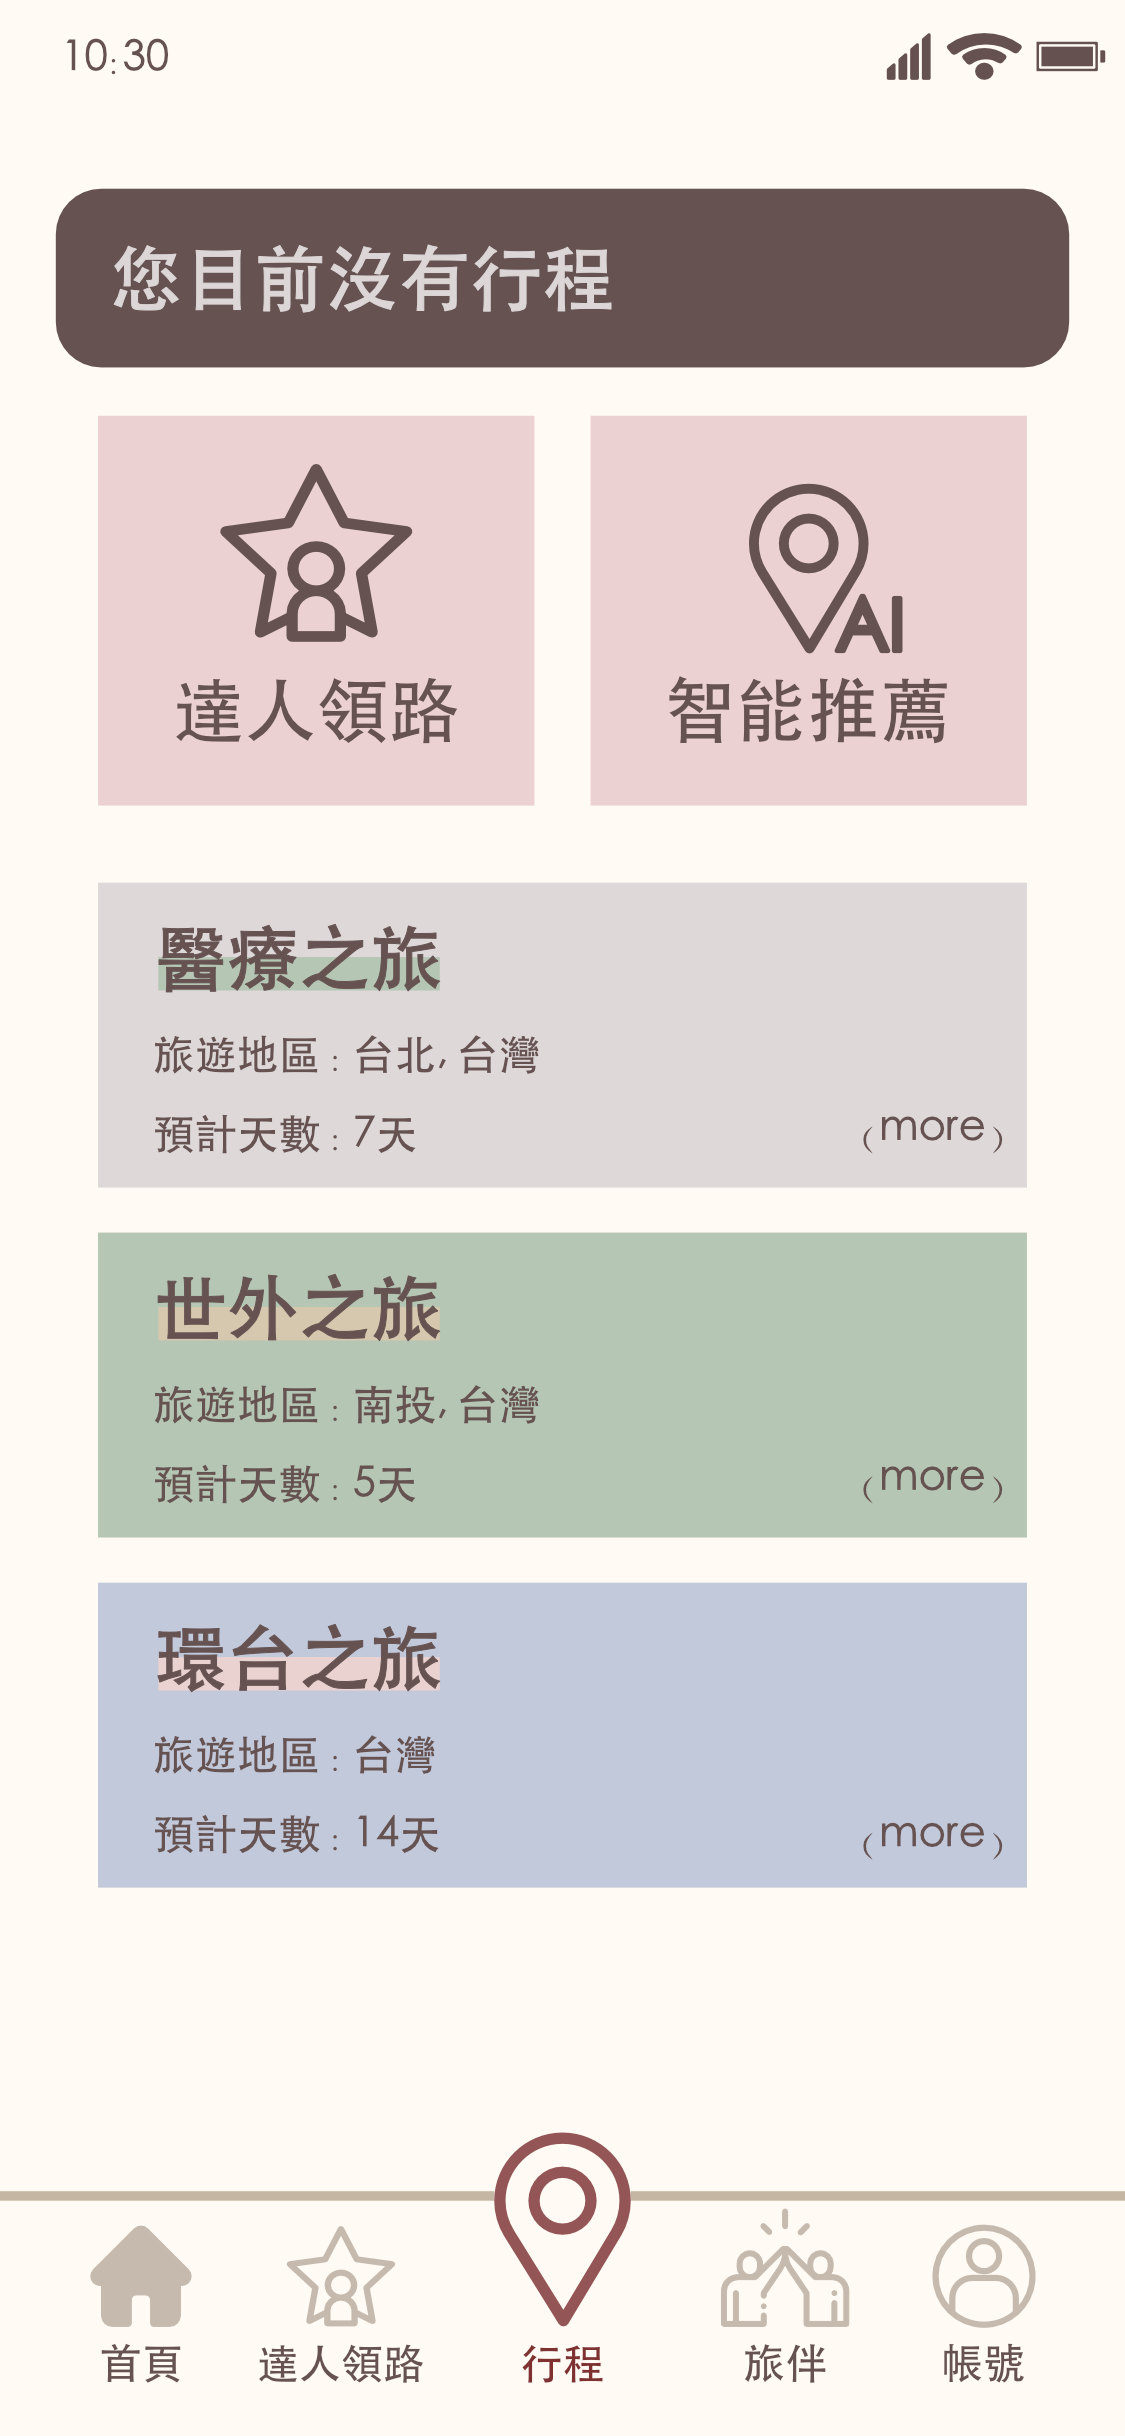 10:30
您目前沒有行程
達人領路
AI
智能推薦
醫療之旅
旅遊地區：台北, 台灣
預計天數：7天
(more)
世外之旅
旅遊地區：南投, 台灣
預計天數：5天
(more)
環台之旅
旅遊地區：台灣
預計天數：14天
(more)
首頁
達人領路
行程
旅伴
帳號